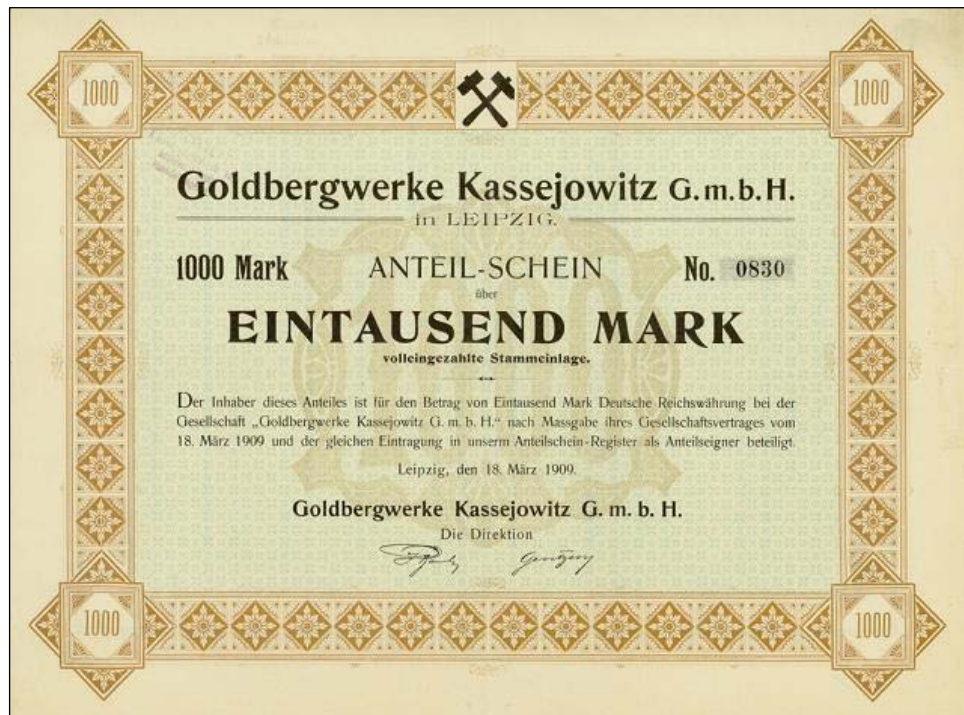 1000 1000
Goldbergwerke Kassejowitz G.m.b.H.
in LEIPZIG.
1000 Mark ANTEIL-SCHEIN No. 0830
über
EINTAUSEND MARK
volleingezahlte Stammeinlage.
Der Inhaber dieses Anteiles ist für den Betrag von Eintausend Mark Deutsche Reichswährung bei der
Gesellschaft „Goldbergwerke Kassejowitz G. m. b. H.“ nach Massgabe ihres Gesellschaftsvertrages vom
18. März 1909 und der gleichen Eintragung in unserm Anteilschein-Register als Anteilseigner beteiligt.
Leipzig, den 18. März 1909.
Goldbergwerke Kassejowitz G. m. b. H.
Die Direktion
1000 1000